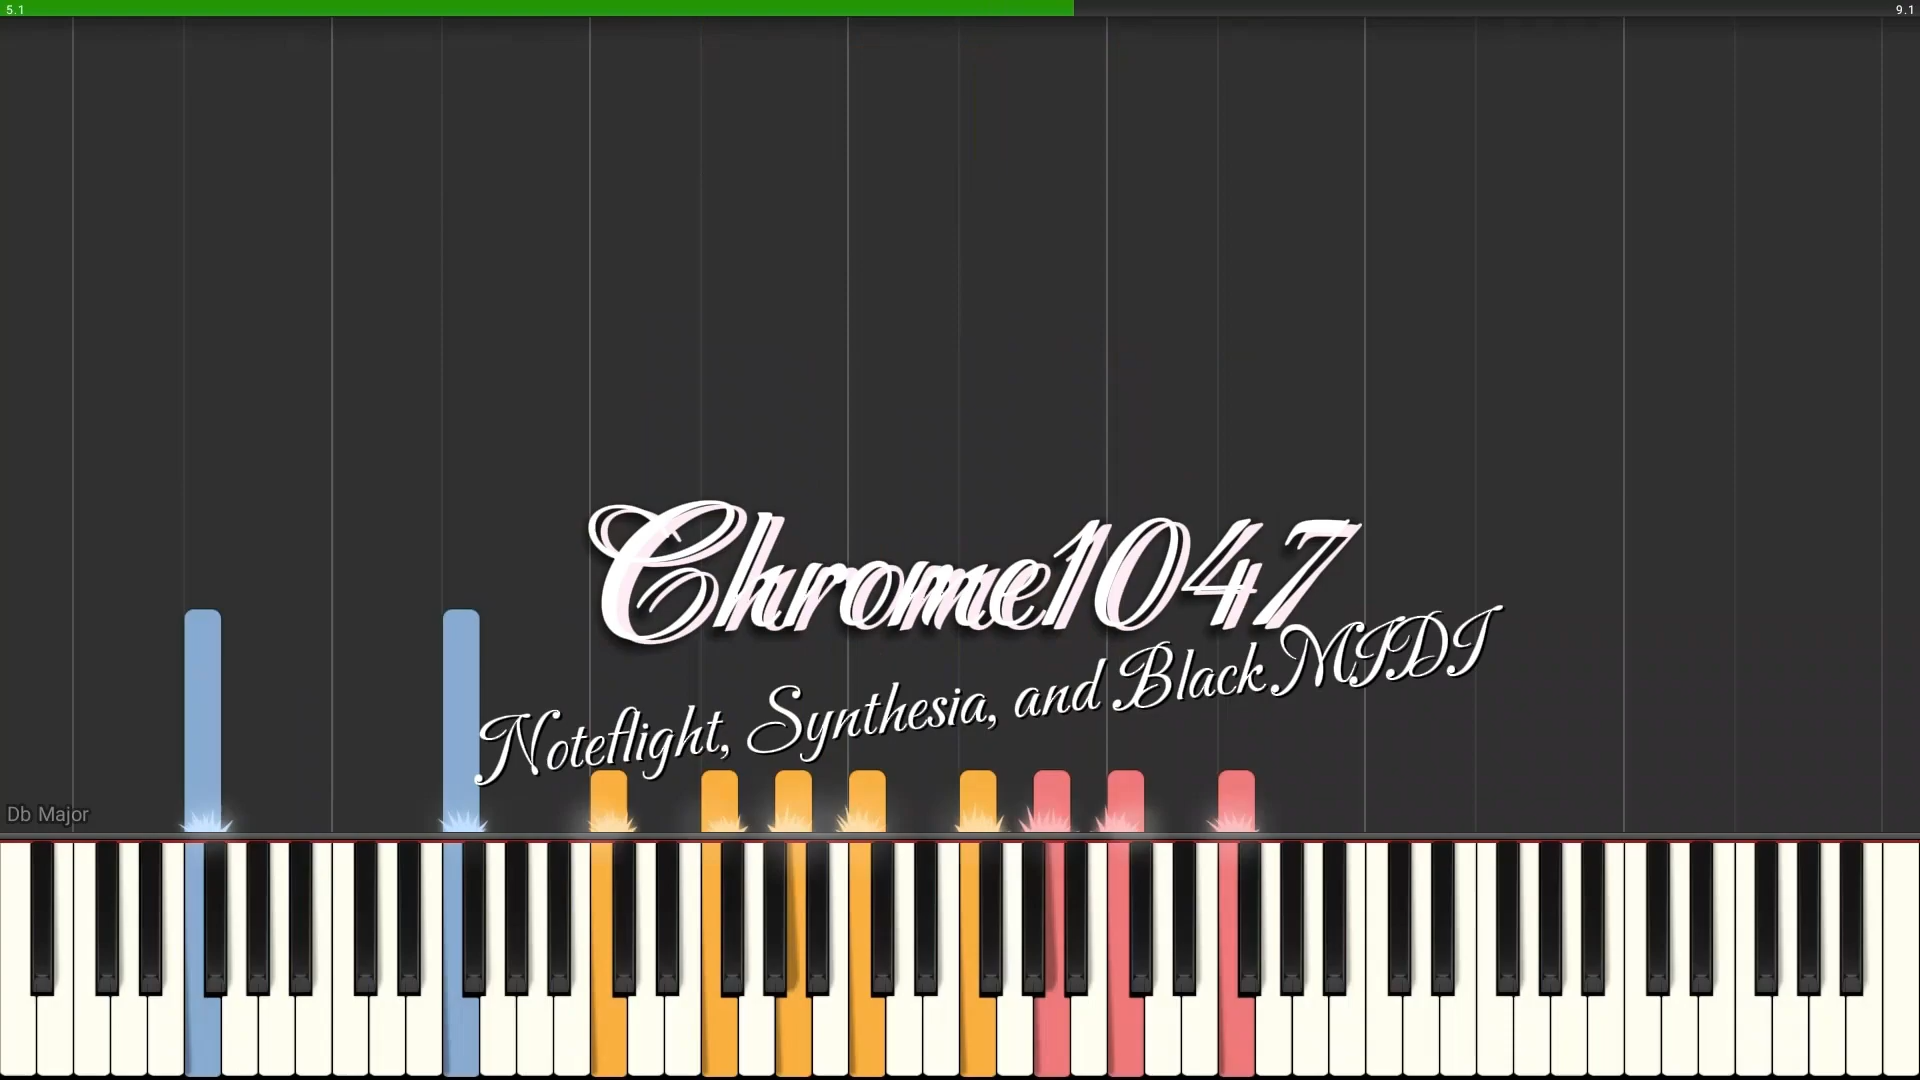 5.1
9.1
Chrome1047
Noteflight, Synthesia, and BlackMIDI
Db Major